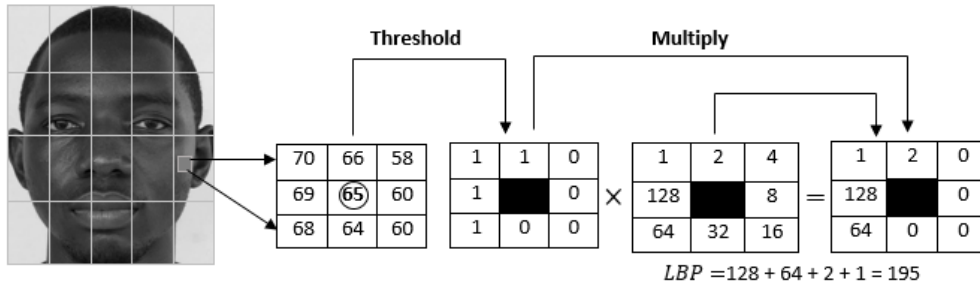 Threshold Multiply
70 66 58 1 1 0 1 2 4 1 2 0
69 65 60 1 0 × 128 8 = 128 0
68 64 60 1 0 0 64 32 16 64 0 0
LBP =128 + 64 + 2 + 1 = 195